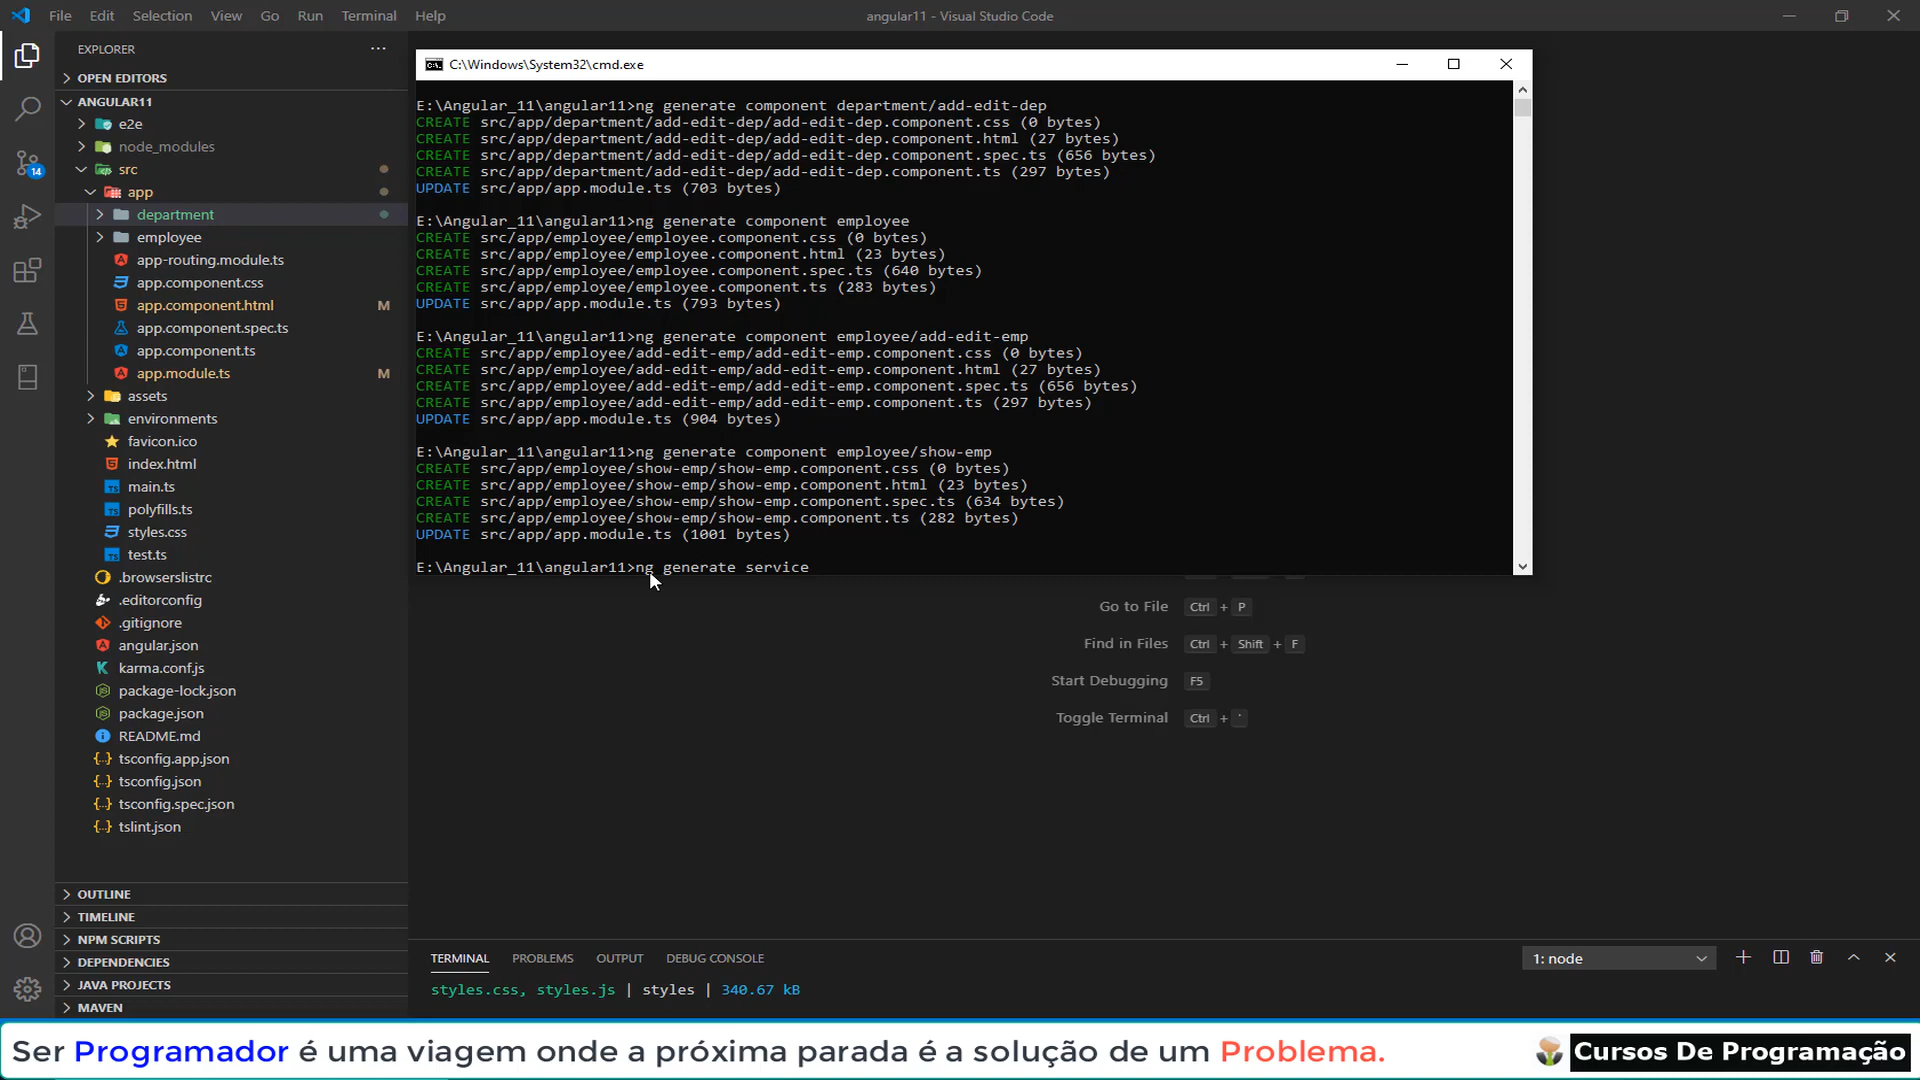 File Edit Selection View Go Run Terminal Help
angular11 - Visual Studio Code
EXPLORER
OPEN EDITORS
ANGULAR11
e2e
node_modules
src
app
department
employee
app-routing.module.ts
app.component.css
app.component.html M
app.component.spec.ts
app.component.ts
app.module.ts M
assets
environments
favicon.ico
index.html
main.ts
polyfills.ts
styles.css
test.ts
.browserslistrc
.editorconfig
.gitignore
angular.json
karma.conf.js
package-lock.json
package.json
README.md
tsconfig.app.json
tsconfig.json
tsconfig.spec.json
tslint.json
OUTLINE
TIMELINE
NPM SCRIPTS
DEPENDENCIES
JAVA PROJECTS
MAVEN
14
C:\Windows\System32\cmd.exe
E:\Angular_11\angular11>ng generate component department/add-edit-dep
CREATE src/app/department/add-edit-dep/add-edit-dep.component.css (0 bytes)
CREATE src/app/department/add-edit-dep/add-edit-dep.component.html (27 bytes)
CREATE src/app/department/add-edit-dep/add-edit-dep.component.spec.ts (656 bytes)
CREATE src/app/department/add-edit-dep/add-edit-dep.component.ts (297 bytes)
UPDATE src/app/app.module.ts (703 bytes)
E:\Angular_11\angular11>ng generate component employee
CREATE src/app/employee/employee.component.css (0 bytes)
CREATE src/app/employee/employee.component.html (23 bytes)
CREATE src/app/employee/employee.component.spec.ts (640 bytes)
CREATE src/app/employee/employee.component.ts (283 bytes)
UPDATE src/app/app.module.ts (793 bytes)
E:\Angular_11\angular11>ng generate component employee/add-edit-emp
CREATE src/app/employee/add-edit-emp/add-edit-emp.component.css (0 bytes)
CREATE src/app/employee/add-edit-emp/add-edit-emp.component.html (27 bytes)
CREATE src/app/employee/add-edit-emp/add-edit-emp.component.spec.ts (656 bytes)
CREATE src/app/employee/add-edit-emp/add-edit-emp.component.ts (297 bytes)
UPDATE src/app/app.module.ts (904 bytes)
E:\Angular_11\angular11>ng generate component employee/show-emp
CREATE src/app/employee/show-emp/show-emp.component.css (0 bytes)
CREATE src/app/employee/show-emp/show-emp.component.html (23 bytes)
CREATE src/app/employee/show-emp/show-emp.component.spec.ts (634 bytes)
CREATE src/app/employee/show-emp/show-emp.component.ts (282 bytes)
UPDATE src/app/app.module.ts (1001 bytes)
E:\Angular_11\angular11>ng generate service
Go to File Ctrl + P
Find in Files Ctrl + Shift + F
Start Debugging F5
Toggle Terminal Ctrl + `
TERMINAL PROBLEMS OUTPUT DEBUG CONSOLE
1: node
styles.css, styles.js | styles | 340.67 kB
Ser Programador é uma viagem onde a próxima parada é a solução de um Problema.
Cursos De Programação